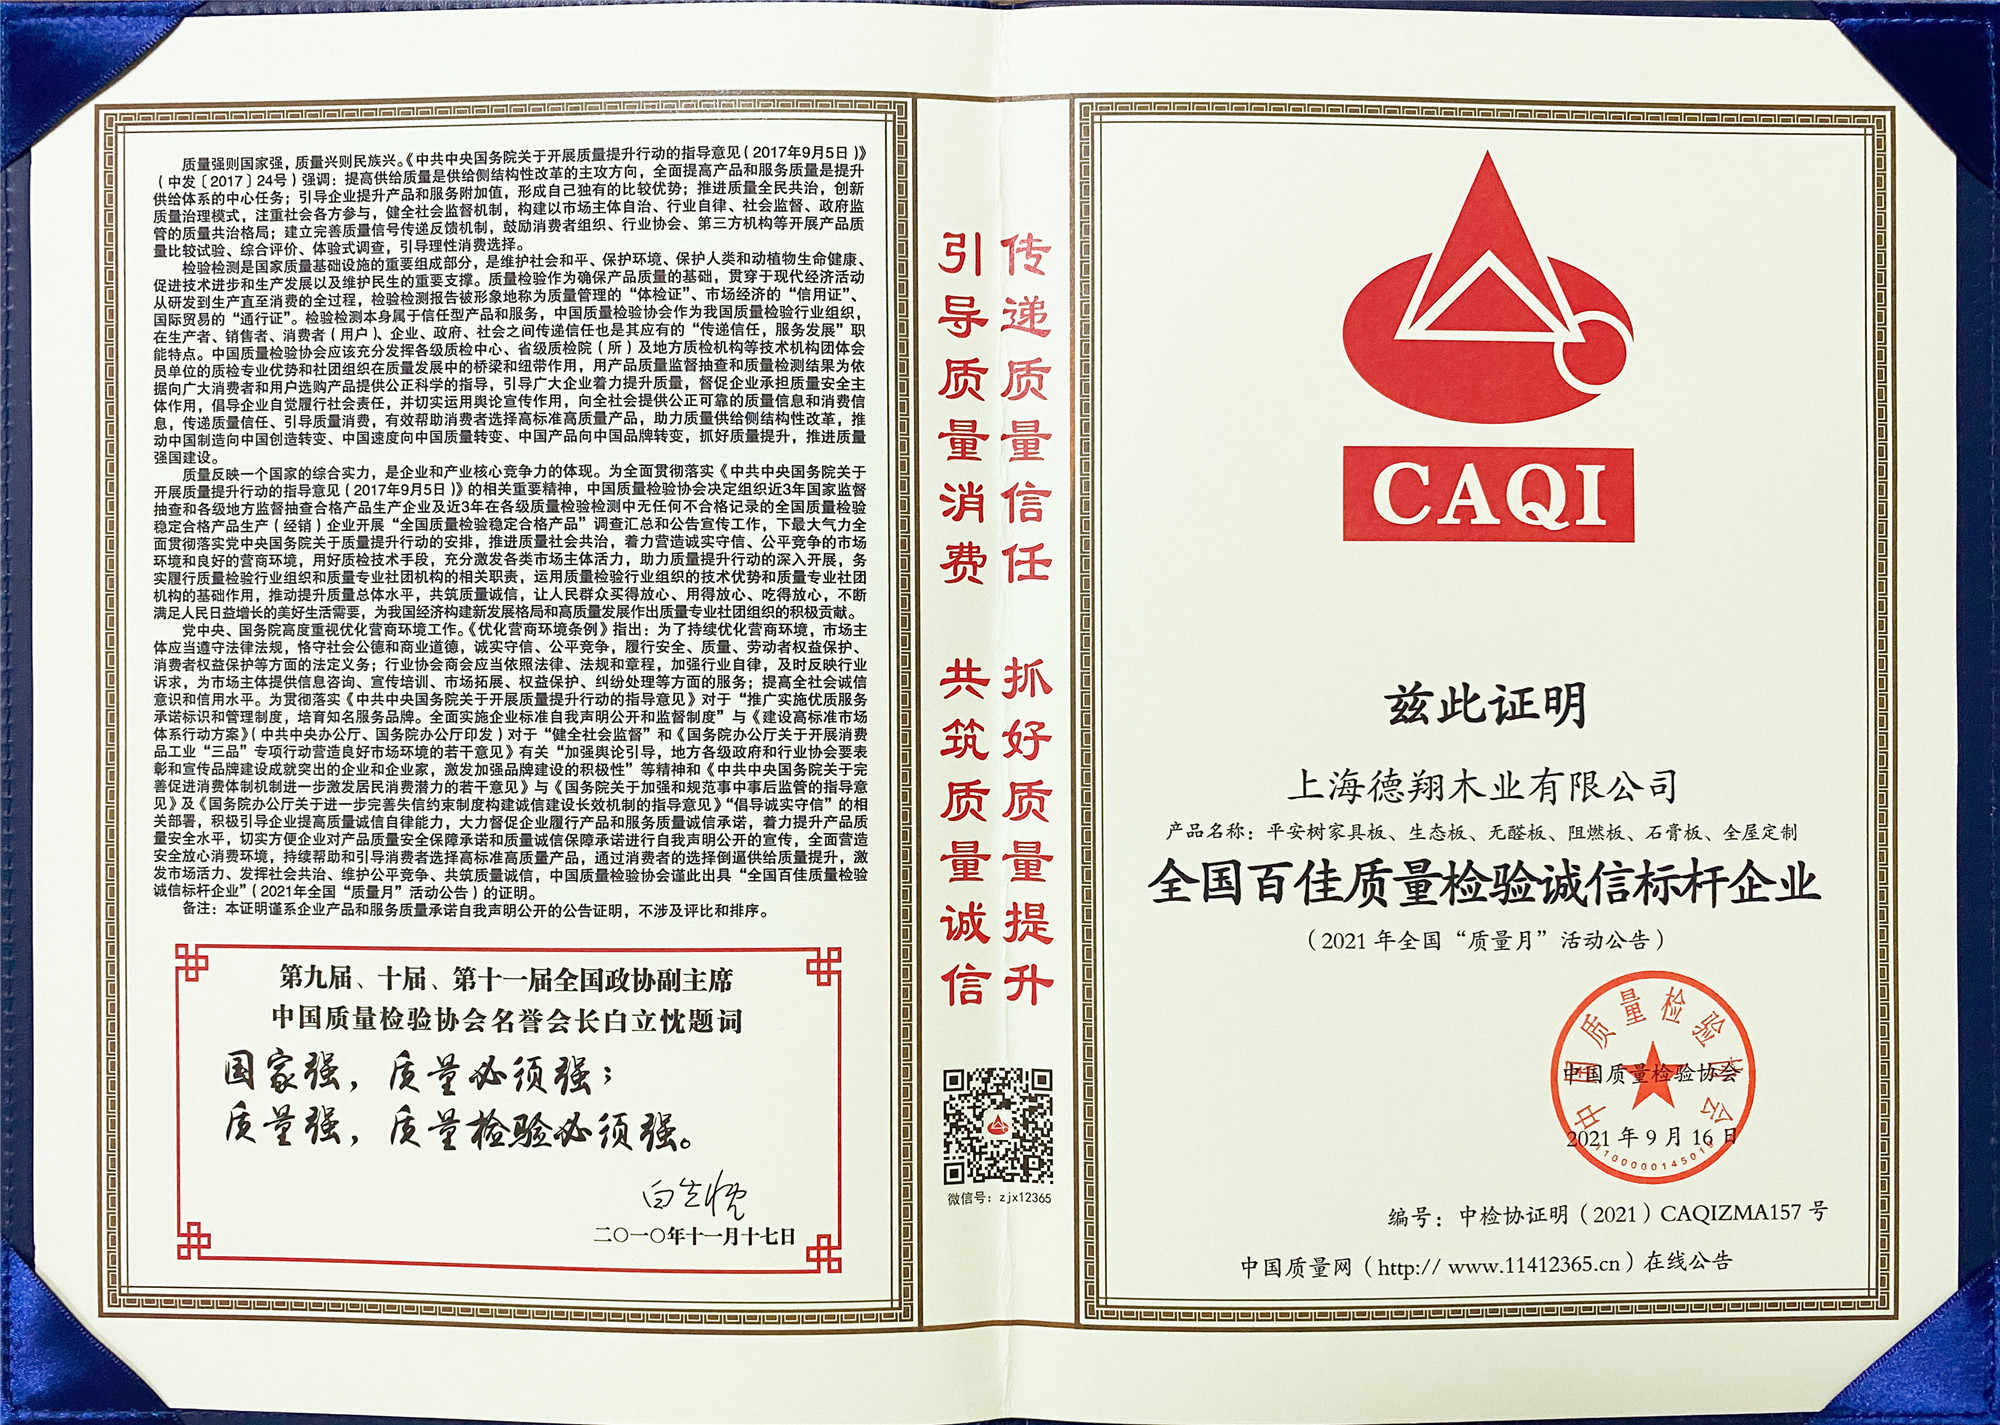 质量强则国家强，质量兴则民族兴。《中共中央国务院关于开展质量提升行动的指导意见（2017年9月5日）》
（中发〔2017〕24号）强调：提高供给质量是供给侧结构性改革的主攻方向，全面提高产品和服务质量是提升
供给体系的中心任务；引导企业提升产品和服务附加值，形成自己独有的比较优势；推进质量全民共治，创新
质量治理模式，注重社会各方参与，健全社会监督机制，构建以市场主体自治、行业自律、社会监督、政府监
管的质量共治格局；建立完善质量信号传递反馈机制，鼓励消费者组织、行业协会、第三方机构等开展产品质
量比较试验、综合评价、体验式调查，引导理性消费选择。
检验检测是国家质量基础设施的重要组成部分，是维护社会和平、保护环境、保护人类和动植物生命健康、
促进技术进步和生产发展以及维护民生的重要支撑。质量检验作为确保产品质量的基础，贯穿于现代经济活动
从研发到生产直至消费的全过程，检验检测报告被形象地称为质量管理的“体检证”、市场经济的“信用证”、
国际贸易的“通行证”。检验检测本身属于信任型产品和服务，中国质量检验协会作为我国质量检验行业组织，
在生产者、销售者、消费者（用户）、企业、政府、社会之间传递信任也是其应有的“传递信任，服务发展”职
能特点。中国质量检验协会应该充分发挥各级质检中心、省级质检院（所）及地方质检机构等技术机构团体会
员单位的质检专业优势和社团组织在质量发展中的桥梁和纽带作用，用产品质量监督抽查和质量检测结果为依
据向广大消费者和用户选购产品提供公正科学的指导，引导广大企业着力提升质量，督促企业承担质量安全主
体作用，倡导企业自觉履行社会责任，并切实运用舆论宣传作用，向全社会提供公正可靠的质量信息和消费信
息，传递质量信任、引导质量消费，有效帮助消费者选择高标准高质量产品，助力质量供给侧结构性改革，推
动中国制造向中国创造转变、中国速度向中国质量转变、中国产品向中国品牌转变，抓好质量提升，推进质量
强国建设。
质量反映一个国家的综合实力，是企业和产业核心竞争力的体现。为全面贯彻落实《中共中央国务院关于
开展质量提升行动的指导意见（2017年9月5日）》的相关重要精神，中国质量检验协会决定组织近3年国家监督
抽查和各级地方监督抽查合格产品生产企业及近3年在各级质量检验检测中无任何不合格记录的全国质量检验
稳定合格产品生产（经销）企业开展“全国质量检验稳定合格产品”调查汇总和公告宣传工作，下最大气力全
面贯彻落实党中央国务院关于质量提升行动的安排，推进质量社会共治，着力营造诚实守信、公平竞争的市场
环境和良好的营商环境，用好质检技术手段，充分激发各类市场主体活力，助力质量提升行动的深入开展，务
实履行质量检验行业组织和质量专业社团机构的相关职责，运用质量检验行业组织的技术优势和质量专业社团
机构的基础作用，推动提升质量总体水平，共筑质量诚信，让人民群众买得放心、用得放心、吃得放心，不断
满足人民日益增长的美好生活需要，为我国经济构建新发展格局和高质量发展作出质量专业社团组织的积极贡献。
党中央、国务院高度重视优化营商环境工作。《优化营商环境条例》指出：为了持续优化营商环境，市场主
体应当遵守法律法规，恪守社会公德和商业道德，诚实守信、公平竞争，履行安全、质量、劳动者权益保护、
消费者权益保护等方面的法定义务；行业协会商会应当依照法律、法规和章程，加强行业自律，及时反映行业
诉求，为市场主体提供信息咨询、宣传培训、市场拓展、权益保护、纠纷处理等方面的服务；提高全社会诚信
意识和信用水平。为贯彻落实《中共中央国务院关于开展质量提升行动的指导意见》对于“推广实施优质服务
承诺标识和管理制度，培育知名服务品牌。全面实施企业标准自我声明公开和监督制度”与《建设高标准市场
体系行动方案》（中共中央办公厅、国务院办公厅印发）对于“健全社会监督”和《国务院办公厅关于开展消费
品工业“三品”专项行动营造良好市场环境的若干意见》有关“加强舆论引导，地方各级政府和行业协会要表
彰和宣传品牌建设成就突出的企业和企业家，激发加强品牌建设的积极性”等精神和《中共中央国务院关于完
善促进消费体制机制进一步激发居民消费潜力的若干意见》与《国务院关于加强和规范事中事后监管的指导意
见》及《国务院办公厅关于进一步完善失信约束制度构建诚信建设长效机制的指导意见》“倡导诚实守信”的相
关部署，积极引导企业提高质量诚信自律能力，大力督促企业履行产品和服务质量诚信承诺，着力提升产品质
量安全水平，切实方便企业对产品质量安全保障承诺和质量诚信保障承诺进行自我声明公开的宣传，全面营造
安全放心消费环境，持续帮助和引导消费者选择高标准高质量产品，通过消费者的选择倒逼供给质量提升，激
发市场活力、发挥社会共治、维护公平竞争、共筑质量诚信，中国质量检验协会谨此出具“全国百佳质量检验
诚信标杆企业”（2021年全国“质量月”活动公告）的证明。
备注：本证明谨系企业产品和服务质量承诺自我声明公开的公告证明，不涉及评比和排序。
第九届、十届、第十一届全国政协副主席
中国质量检验协会名誉会长白立忱题词
国家强，质量必须强；
质量强，质量检验必须强。
白立忱
二〇一〇年十一月十七日
传递质量信任 抓好质量提升
引导质量消费 共筑质量诚信
微信号：zjx12365
CAQI
兹此证明
上海德翔木业有限公司
产品名称：平安树家具板、生态板、无醛板、阻燃板、石膏板、全屋定制
全国百佳质量检验诚信标杆企业
（2021年全国“质量月”活动公告）
中国质量检验协会
中国质量检验协会
2021年9月16日
编号：中检协证明（2021）CAQIZMA157号
中国质量网（http:// www.11412365.cn）在线公告